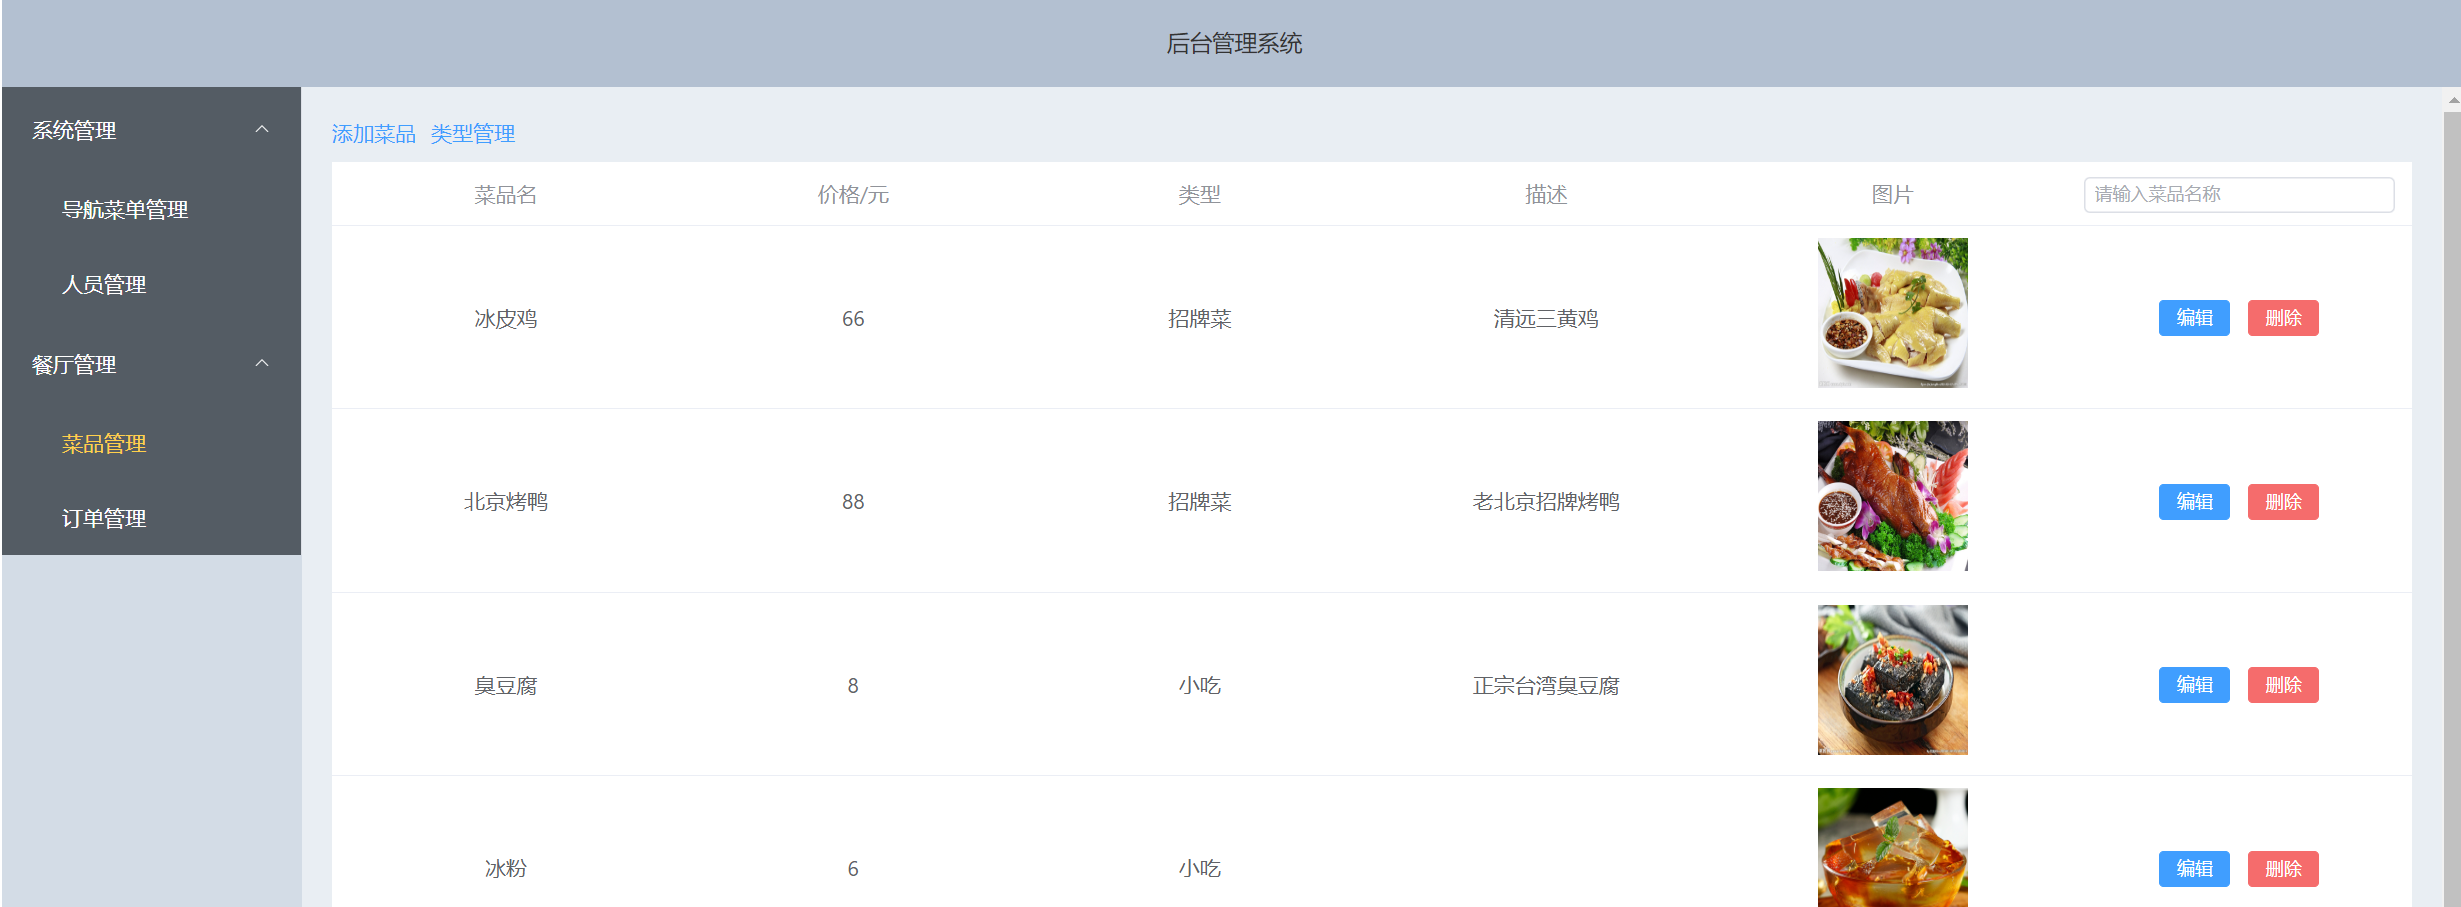 后台管理系统
系统管理
导航菜单管理
人员管理
餐厅管理
菜品管理
订单管理
添加菜品 类型管理
菜品名 价格/元 类型 描述 图片 请输入菜品名称
冰皮鸡 66 招牌菜 清远三黄鸡 编辑 删除
北京烤鸭 88 招牌菜 老北京招牌烤鸭 编辑 删除
臭豆腐 8 小吃 正宗台湾臭豆腐 编辑 删除
冰粉 6 小吃 编辑 删除